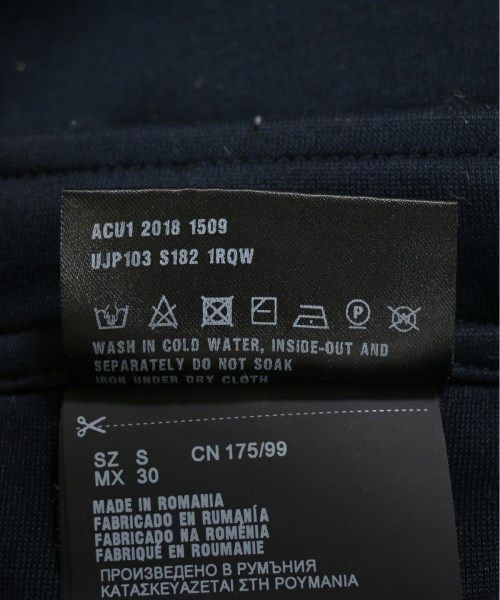 ACU1 2018 1509
UJP103 S182 1RQW
P
WASH IN COLD WATER, INSIDE-OUT AND
SEPARATELY DO NOT SOAK
IRON UNDER DRY CLOTH
SZ S CN 175/99
MX 30
MADE IN ROMANIA
FABRICADO EN RUMANÍA
FABRICADO NA ROMÉNIA
FABRIQUÉ EN ROUMANIE
ПРОИЗВЕДЕНО В РУМЪНИЯ
ΚΑΤΑΣΚΕΥΑΖΕΤΑΙ ΣΤΗ ΡΟΥΜΑΝΙΑ